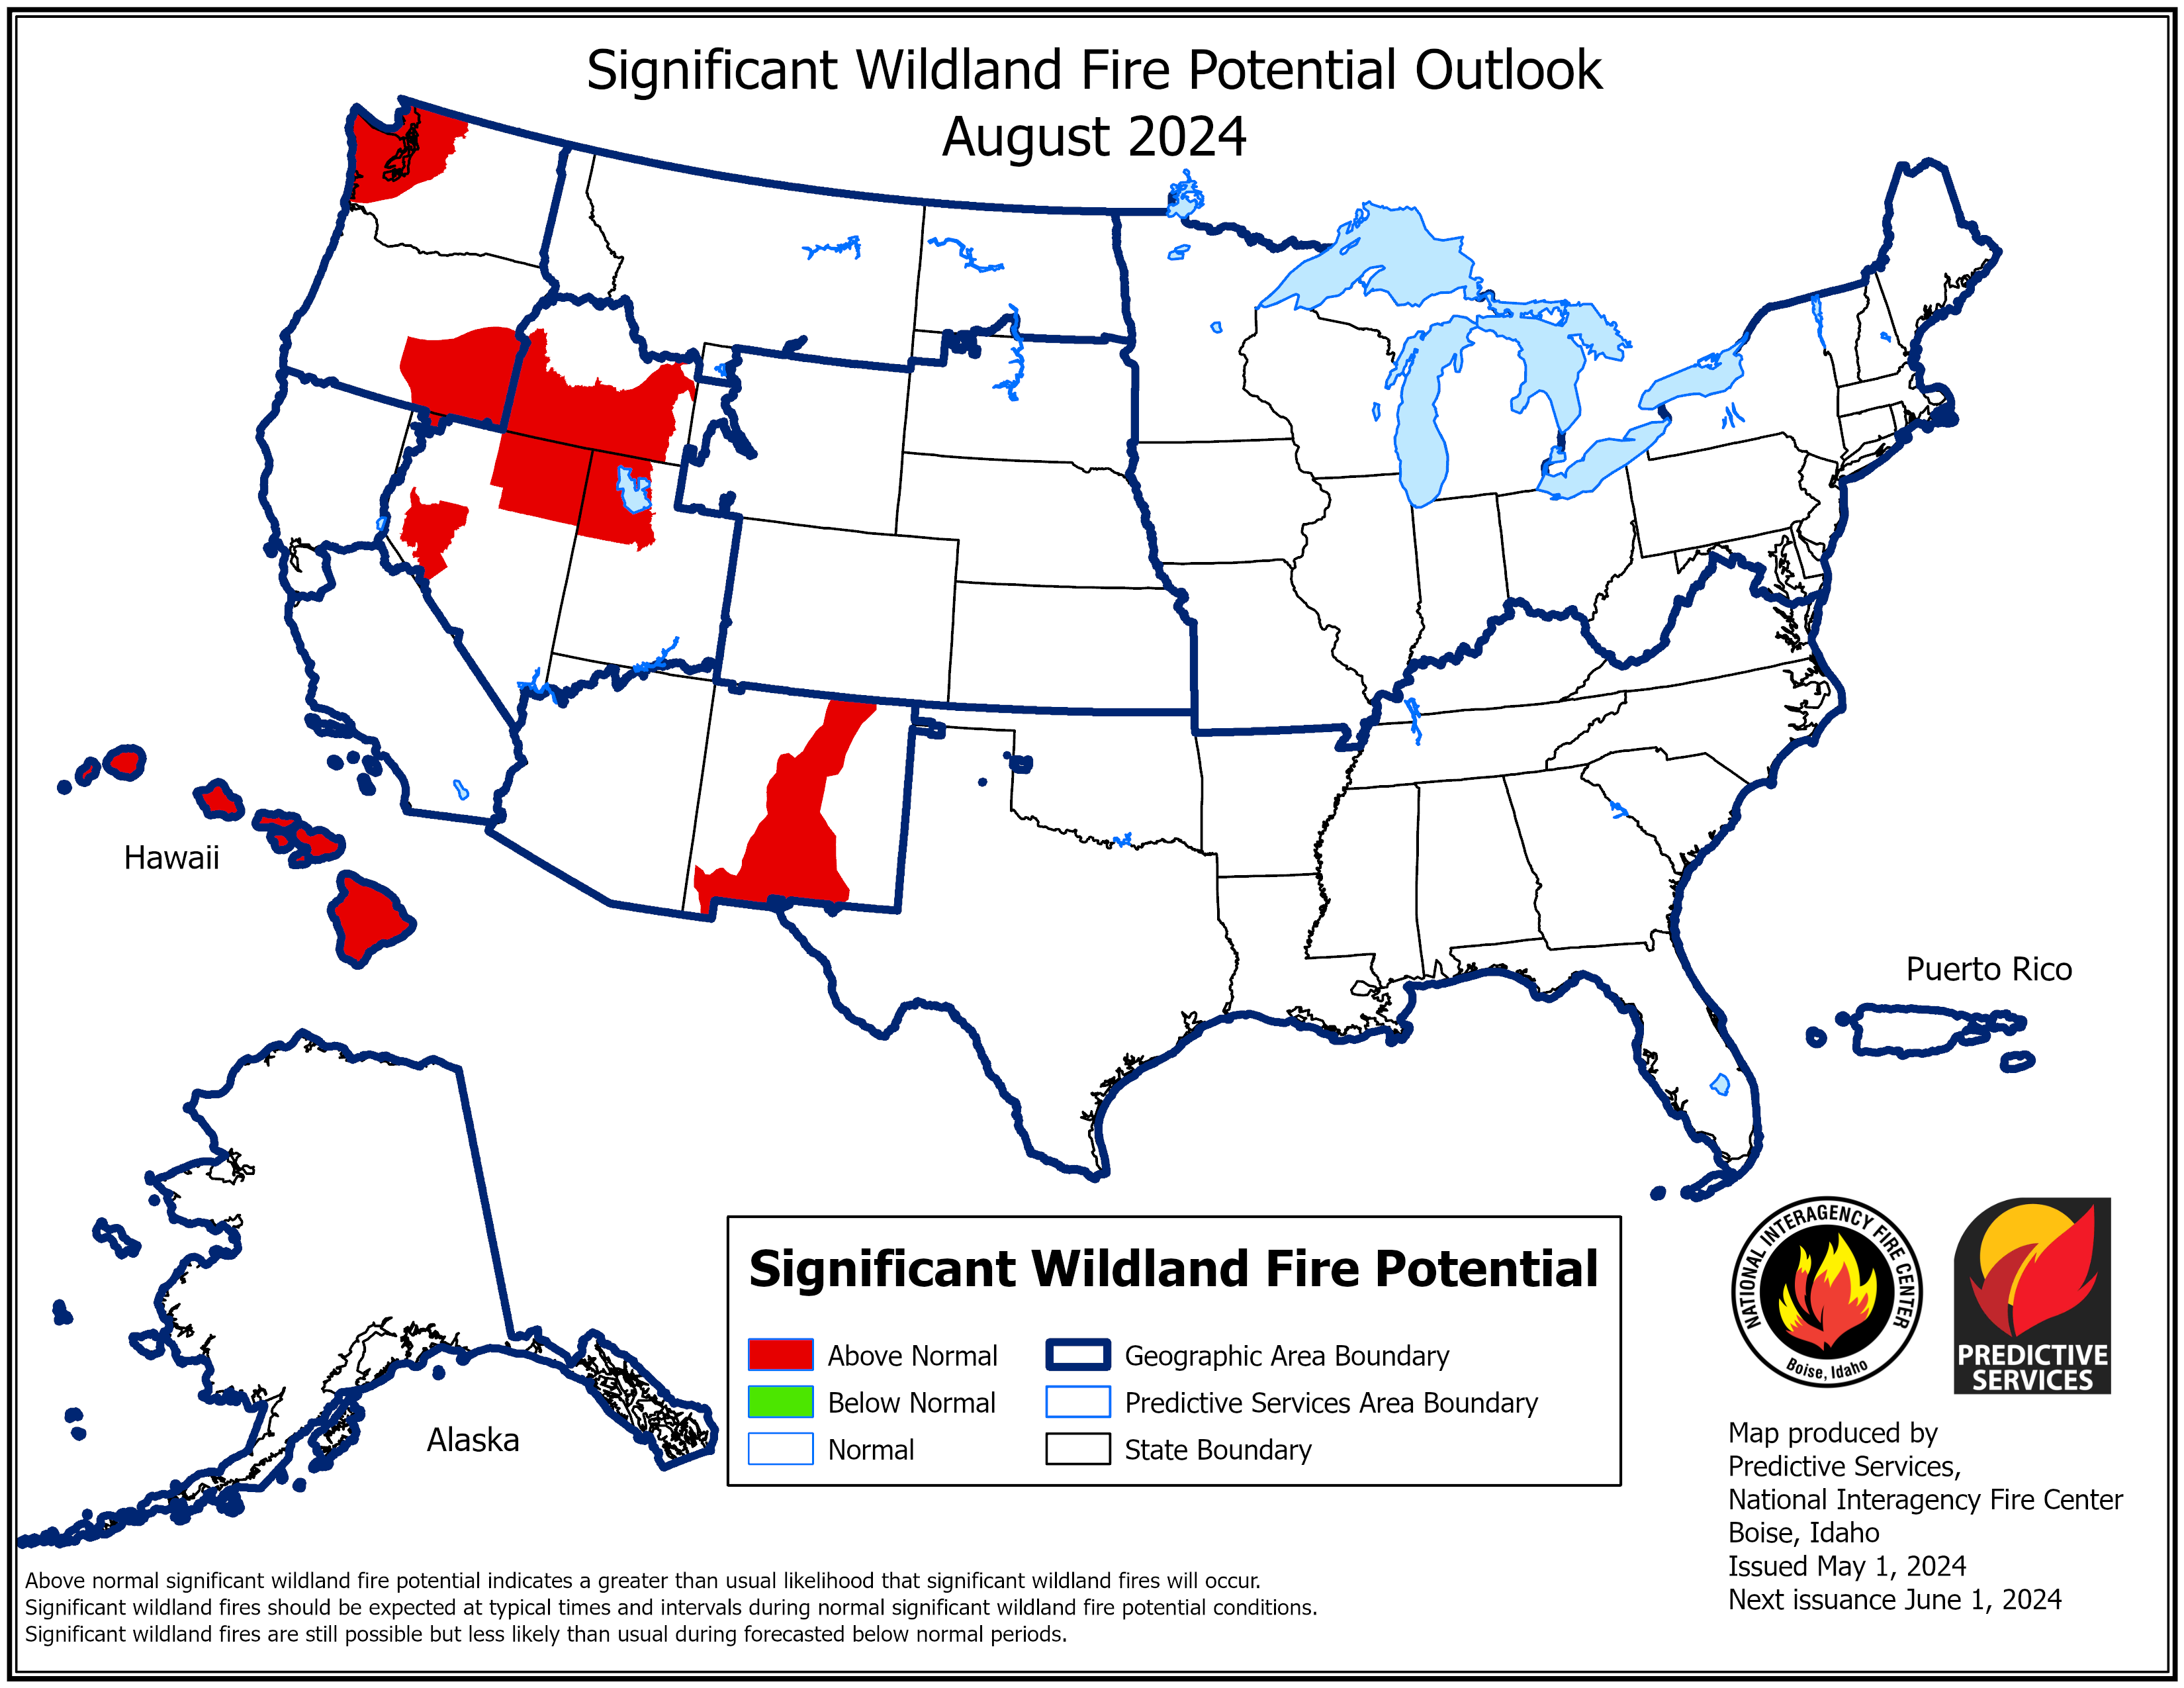 Significant Wildland Fire Potential Outlook
August 2024
Hawaii
Puerto Rico
Alaska
Significant Wildland Fire Potential
Above Normal
Below Normal
Normal
Geographic Area Boundary
Predictive Services Area Boundary
State Boundary
NATIONAL INTERAGENCY FIRE CENTER
Boise, Idaho
PREDICTIVE
SERVICES
Map produced by
Predictive Services,
National Interagency Fire Center
Boise, Idaho
Issued May 1, 2024
Next issuance June 1, 2024
Above normal significant wildland fire potential indicates a greater than usual likelihood that significant wildland fires will occur.
Significant wildland fires should be expected at typical times and intervals during normal significant wildland fire potential conditions.
Significant wildland fires are still possible but less likely than usual during forecasted below normal periods.